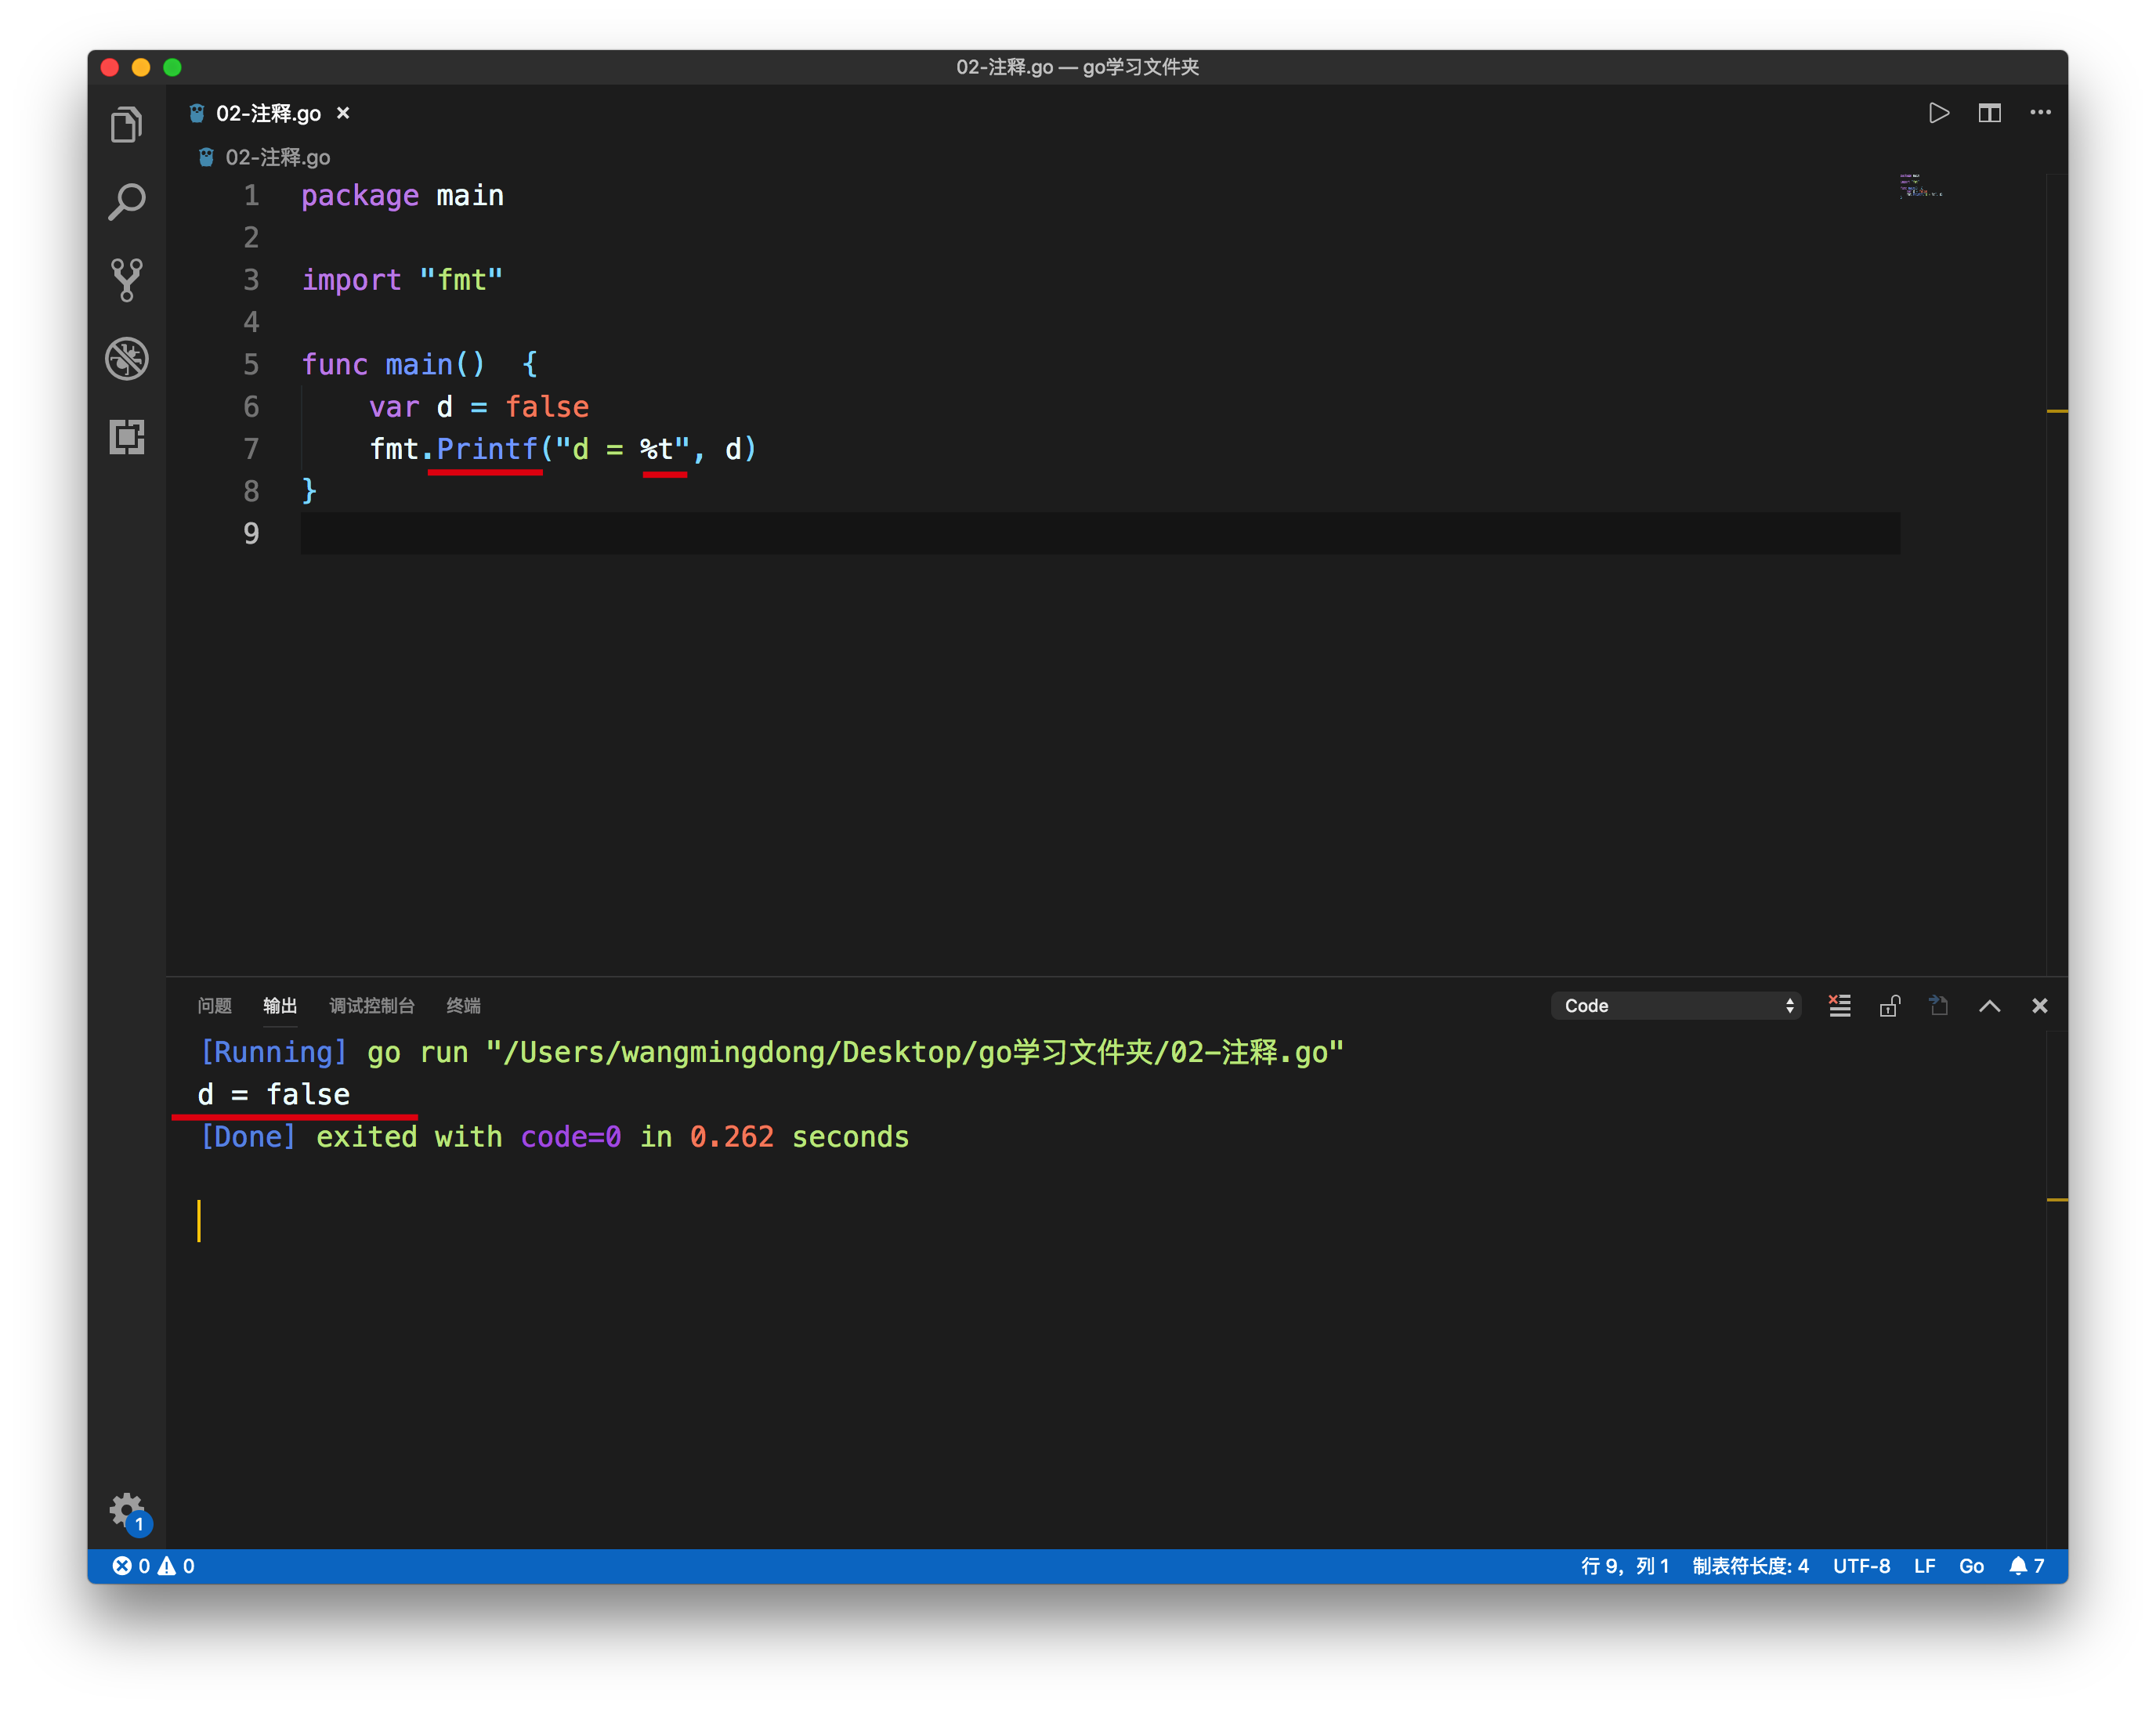 02-注释.go — go学习文件夹
02-注释.go ×
02-注释.go
1 package main
2
3 import "fmt"
4
5 func main()  {
6     var d = false
7     fmt.Printf("d = %t", d)
8 }
9
问题 输出 调试控制台 终端 Code
[Running] go run "/Users/wangmingdong/Desktop/go学习文件夹/02-注释.go"
d = false
[Done] exited with code=0 in 0.262 seconds
1
0 0 行 9，列 1 制表符长度: 4 UTF-8 LF Go 7